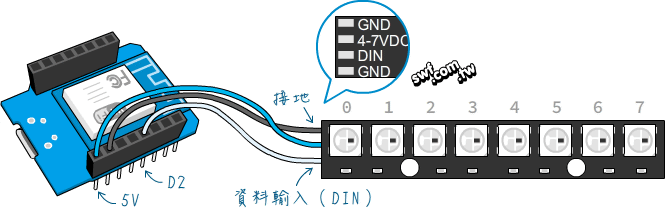 GND
4-7VDC
DIN
GND
swf.com.tw
接地
0 1 2 3 4 5 6 7
D2
5V
資料輸入(DIN)